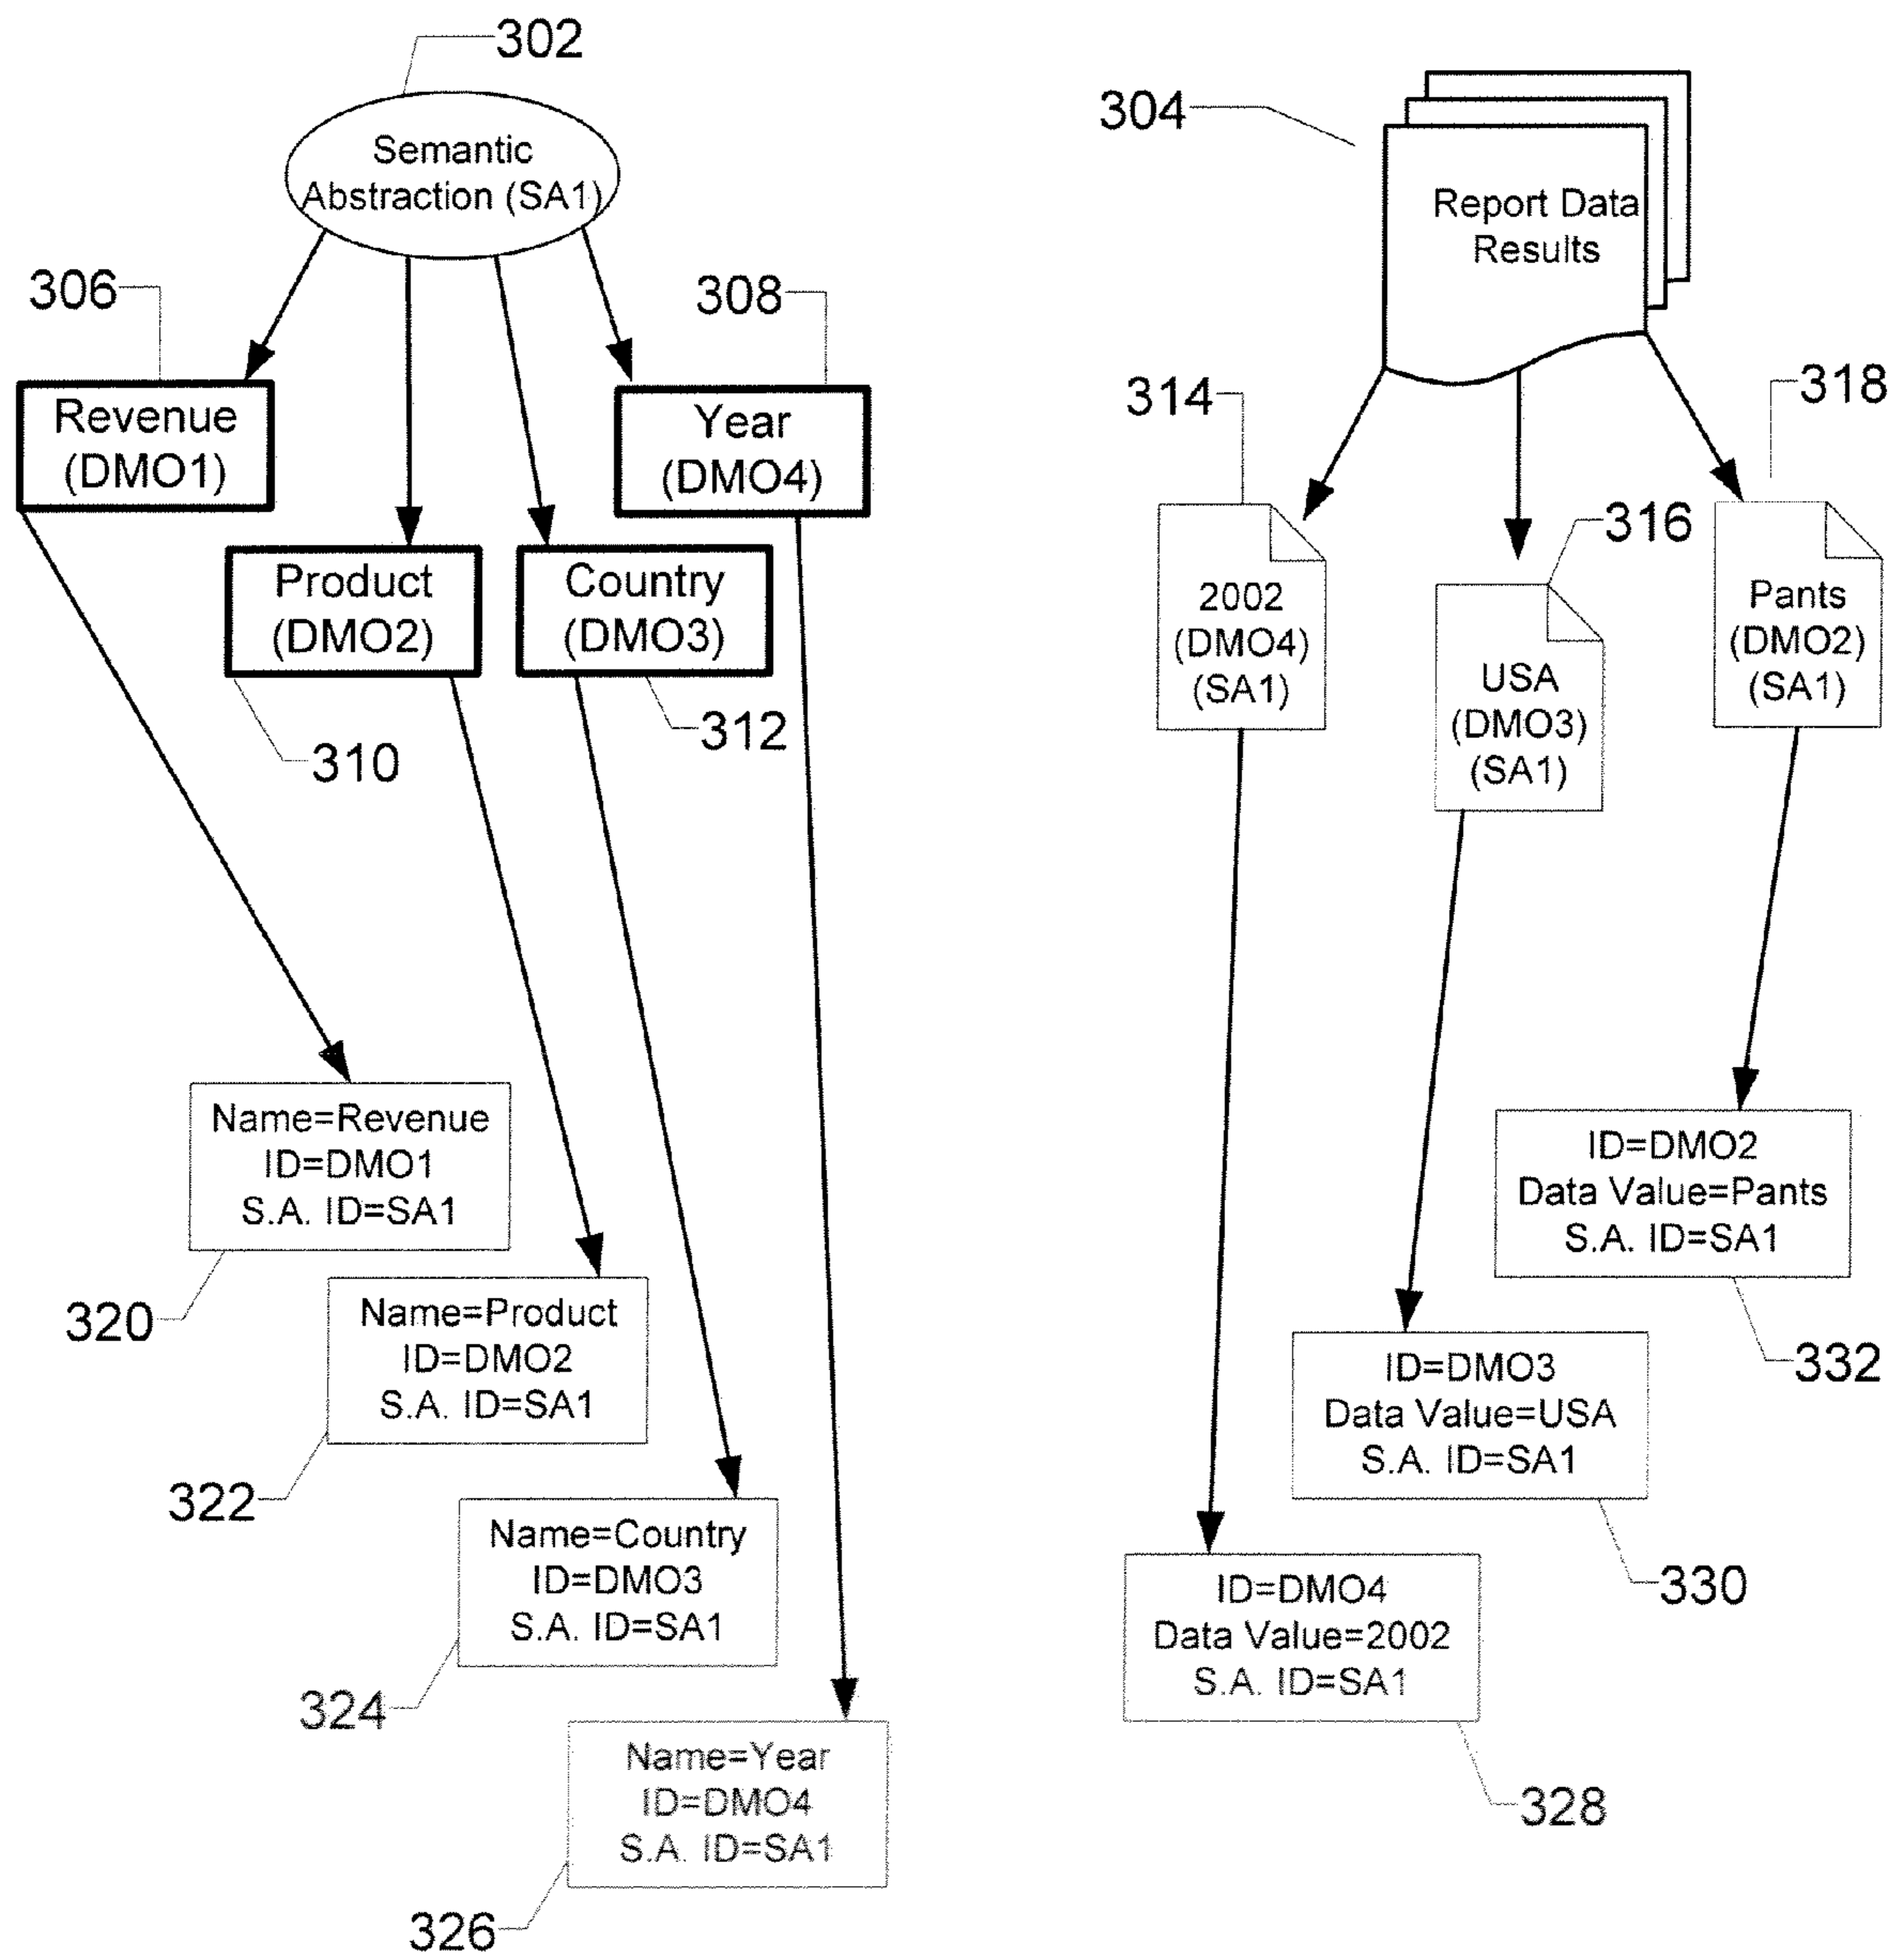 302
Semantic
Abstraction (SA1)
306
308
Revenue
(DMO1)
Year
(DMO4)
Product
(DMO2)
Country
(DMO3)
310
312
Name=Revenue
ID=DMO1
S.A. ID=SA1
320
Name=Product
ID=DMO2
S.A. ID=SA1
322
Name=Country
ID=DMO3
S.A. ID=SA1
324
Name=Year
ID=DMO4
S.A. ID=SA1
326
304
Report Data
Results
314
318
316
2002
(DMO4)
(SA1)
USA
(DMO3)
(SA1)
Pants
(DMO2)
(SA1)
ID=DMO2
Data Value=Pants
S.A. ID=SA1
332
ID=DMO3
Data Value=USA
S.A. ID=SA1
330
ID=DMO4
Data Value=2002
S.A. ID=SA1
328